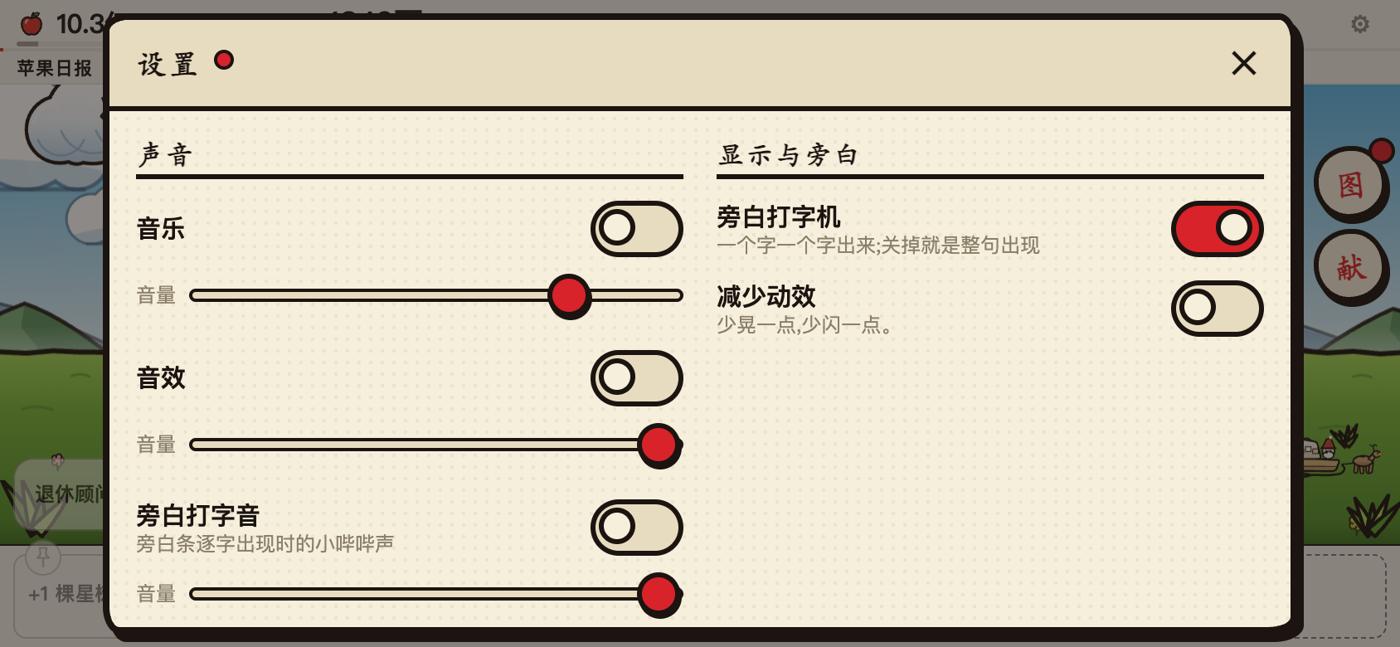 10.3
苹果日报
设置
声音
音乐
音量
音效
音量
旁白打字音
旁白条逐字出现时的小哔哔声
音量
显示与旁白
旁白打字机
一个字一个字出来;关掉就是整句出现
减少动效
少晃一点,少闪一点。
图
献
退休顾
+1 棵星